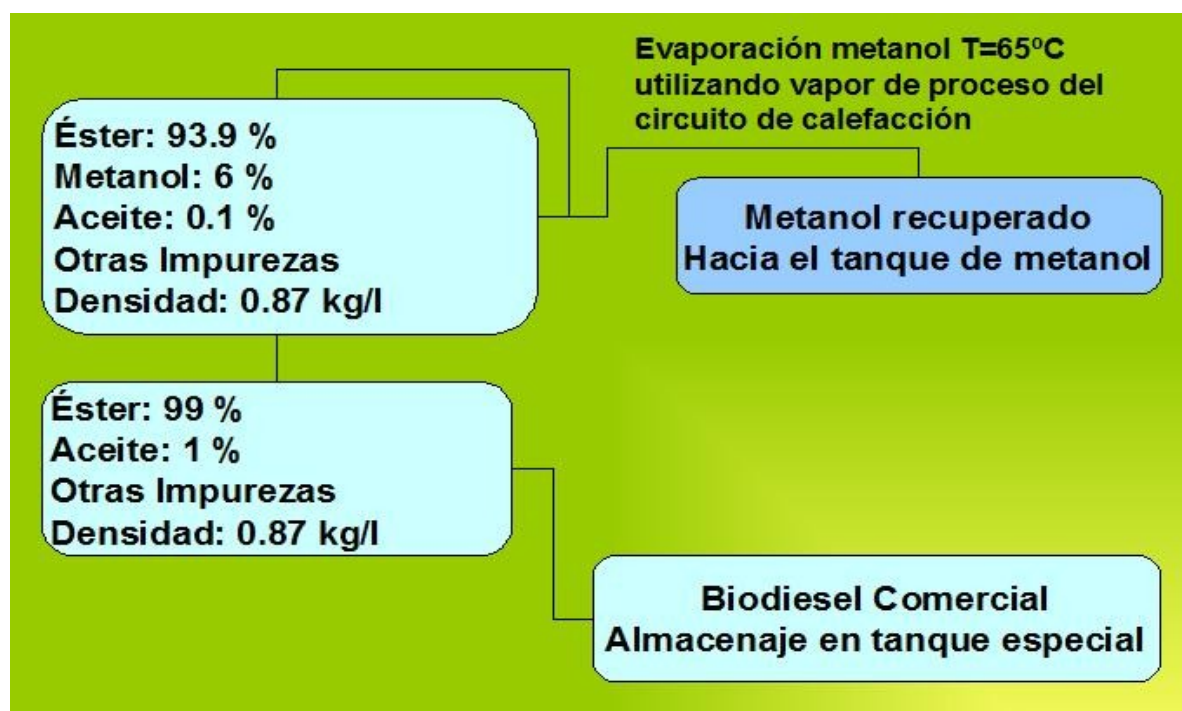 Evaporación metanol T=65ºC
utilizando vapor de proceso del
circuito de calefacción
Éster: 93.9 %
Metanol: 6 %
Aceite: 0.1 %
Otras Impurezas
Densidad: 0.87 kg/l
Metanol recuperado
Hacia el tanque de metanol
Éster: 99 %
Aceite: 1 %
Otras Impurezas
Densidad: 0.87 kg/l
Biodiesel Comercial
Almacenaje en tanque especial